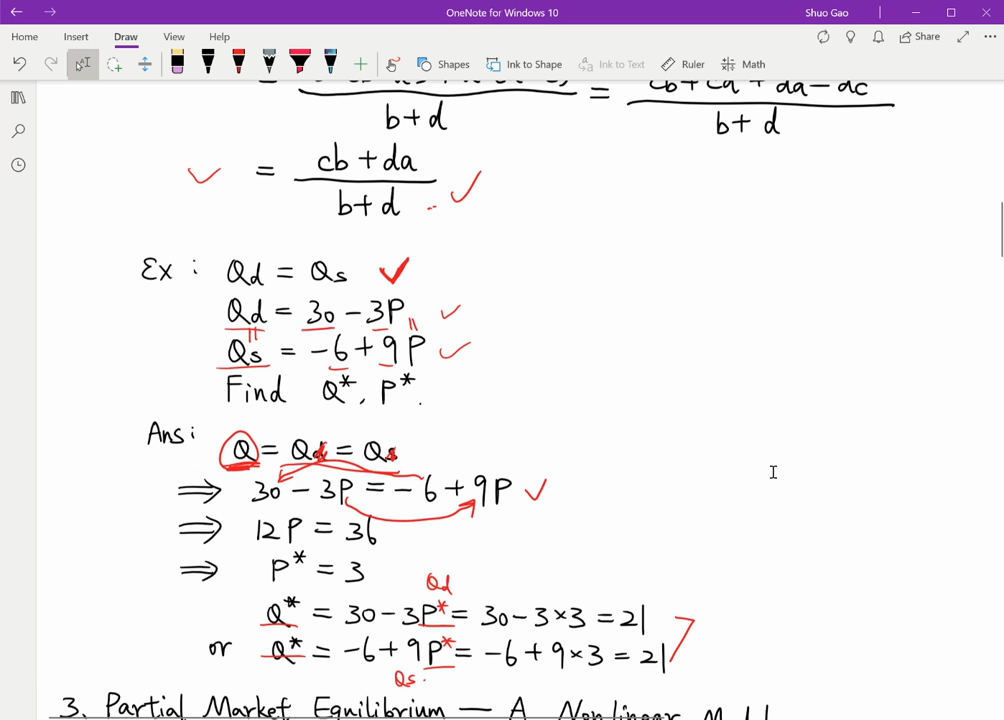 OneNote for Windows 10
Shuo Gao
Home Insert Draw View Help
Share
Shapes Ink to Shape Ink to Text Ruler Math
= =
cb + ca + da - dc
b + d
b + d
= cb + da
b + d
Ex : Qd = Qs
Qd = 30 - 3P
Qs = -6 + 9P
Find Q*, P*.
Ans:
Q = Qd = Qs
⇒ 30 - 3P = -6 + 9P
⇒ 12P = 36
⇒ P* = 3
Qd
Q* = 30 - 3P* = 30 - 3 × 3 = 21
or Q* = -6 + 9P* = -6 + 9 × 3 = 21
Qs.
3. Partial Market Equilibrium — A Nonlinear Model